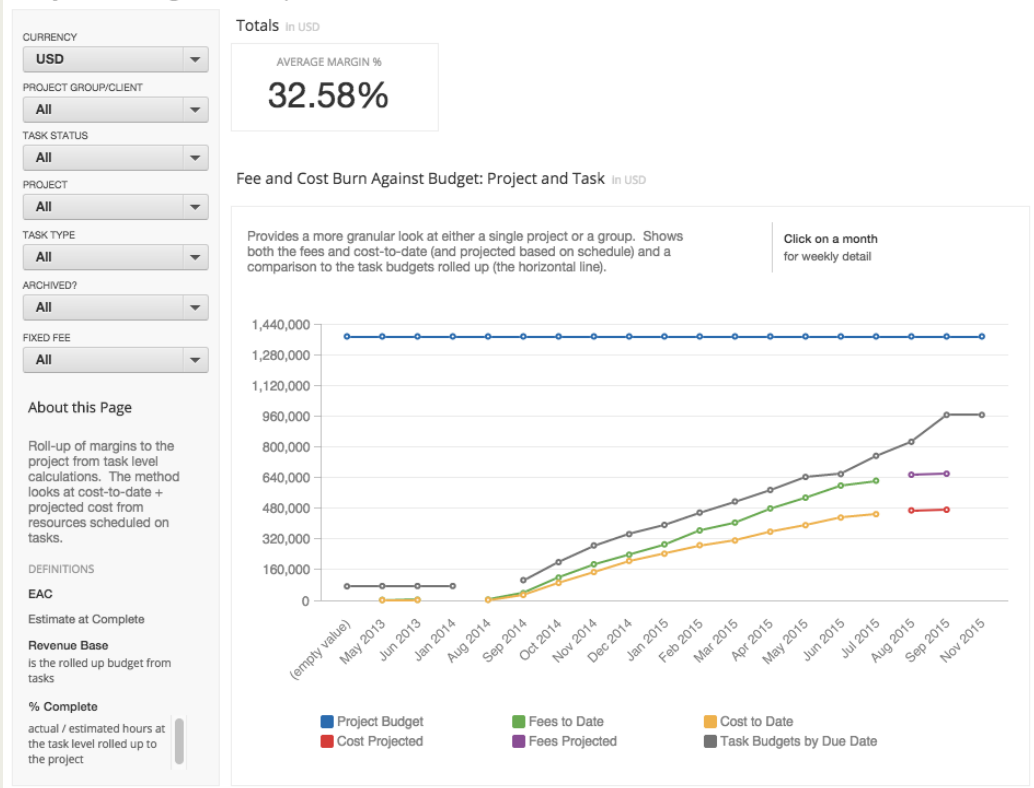 CURRENCY
USD
PROJECT GROUP/CLIENT
All
TASK STATUS
All
PROJECT
All
TASK TYPE
All
ARCHIVED?
All
FIXED FEE
All
About this Page
Roll-up of margins to the
project from task level
calculations. The method
looks at cost-to-date +
projected cost from
resources scheduled on
tasks.
DEFINITIONS
EAC
Estimate at Complete
Revenue Base
is the rolled up budget from
tasks
% Complete
actual / estimated hours at
the task level rolled up to
the project
Totals In USD
AVERAGE MARGIN %
32.58%
Fee and Cost Burn Against Budget: Project and Task In USD
Provides a more granular look at either a single project or a group. Shows
both the fees and cost-to-date (and projected based on schedule) and a
comparison to the task budgets rolled up (the horizontal line).
Click on a month
for weekly detail
1,440,000
1,280,000
1,120,000
960,000
800,000
640,000
480,000
320,000
160,000
0
(empty value)
May 2013
Jun 2013
Jan 2014
Aug 2014
Sep 2014
Oct 2014
Nov 2014
Dec 2014
Jan 2015
Feb 2015
Mar 2015
Apr 2015
May 2015
Jun 2015
Jul 2015
Aug 2015
Sep 2015
Nov 2015
Project Budget
Fees to Date
Cost to Date
Cost Projected
Fees Projected
Task Budgets by Due Date